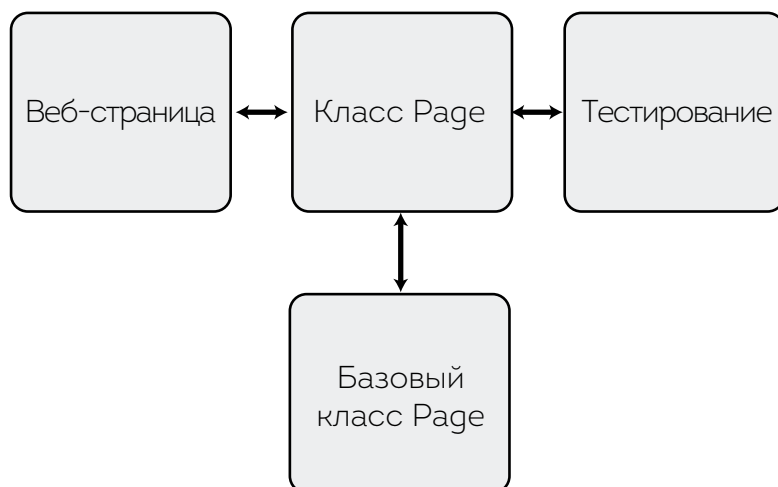 Веб-страница
Класс Page
Тестирование
Базовый
класс Page